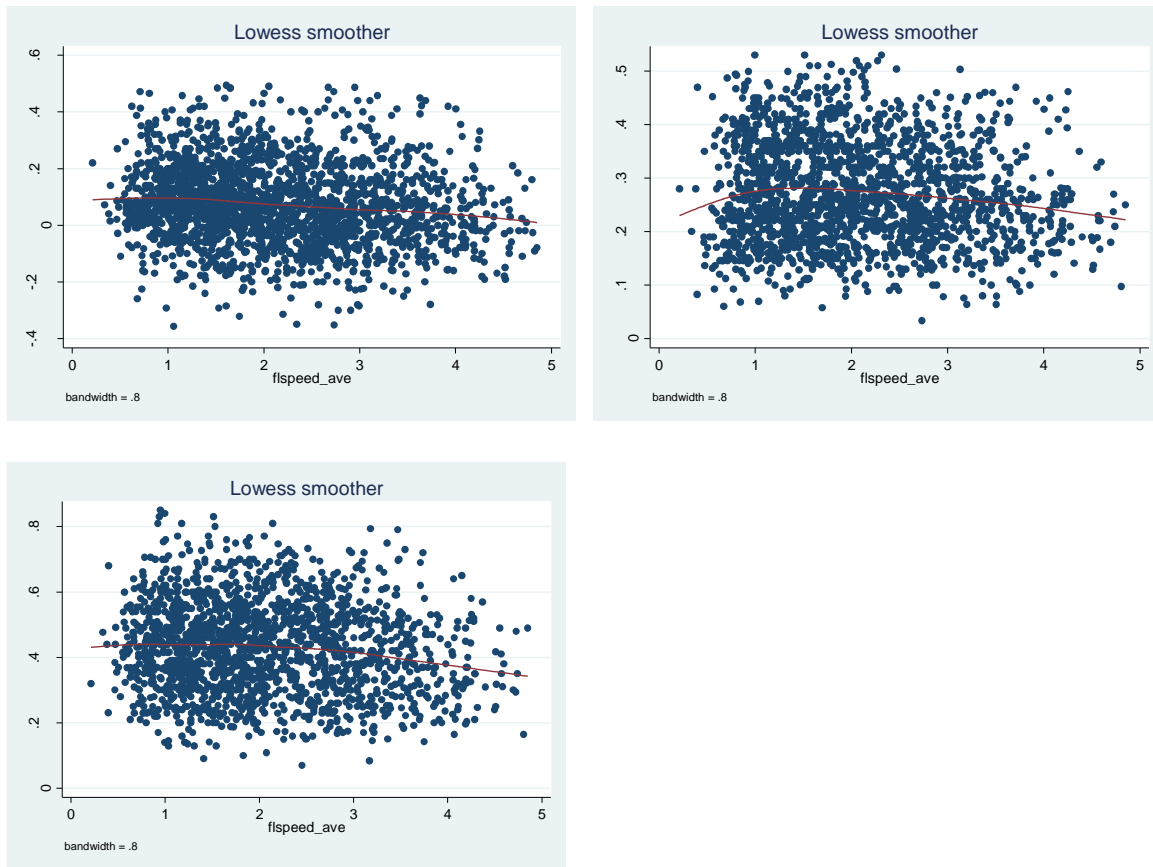 Lowess smoother
.6
.4
.2
0
-.2
-.4
0 1 2 3 4 5
flspeed_ave
bandwidth = .8
Lowess smoother
.5
.4
.3
.2
.1
0
0 1 2 3 4 5
flspeed_ave
bandwidth = .8
Lowess smoother
.8
.6
.4
.2
0
0 1 2 3 4 5
flspeed_ave
bandwidth = .8